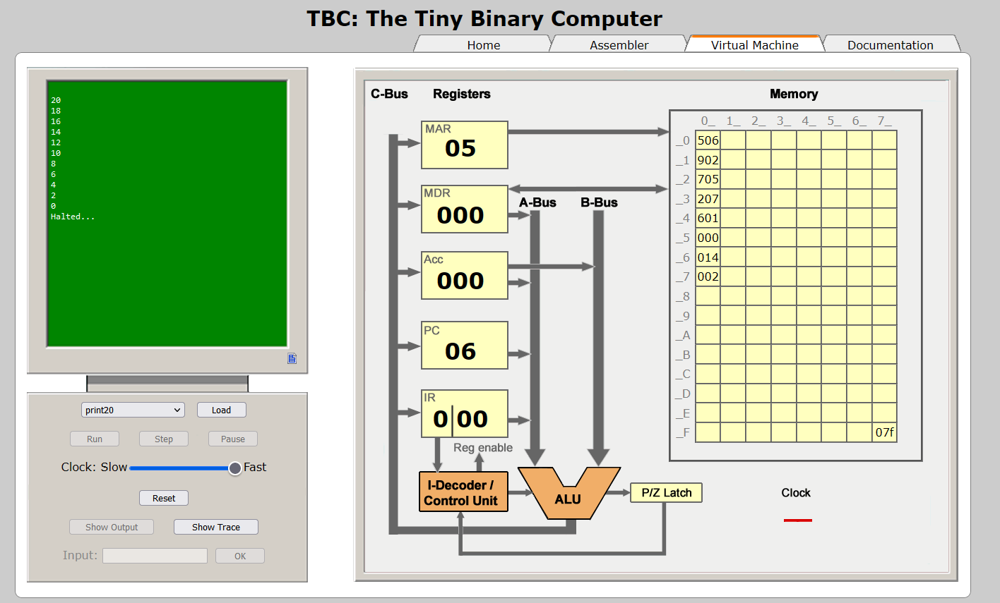 TBC: The Tiny Binary Computer
Home
Assembler
Virtual Machine
Documentation
20
18
16
14
12
10
8
6
4
2
0
Halted...
print20
Load
Run
Step
Pause
Clock: Slow
Fast
Reset
Show Output
Show Trace
Input:
OK
C-Bus
Registers
Memory
MAR
05
MDR
000
A-Bus
B-Bus
Acc
000
PC
06
IR
0 00
Reg enable
I-Decoder /
Control Unit
ALU
P/Z Latch
Clock
0_ 1_ 2_ 3_ 4_ 5_ 6_ 7_
_0 506
_1 902
_2 705
_3 207
_4 601
_5 000
_6 014
_7 002
_8
_9
_A
_B
_C
_D
_E
_F 07f